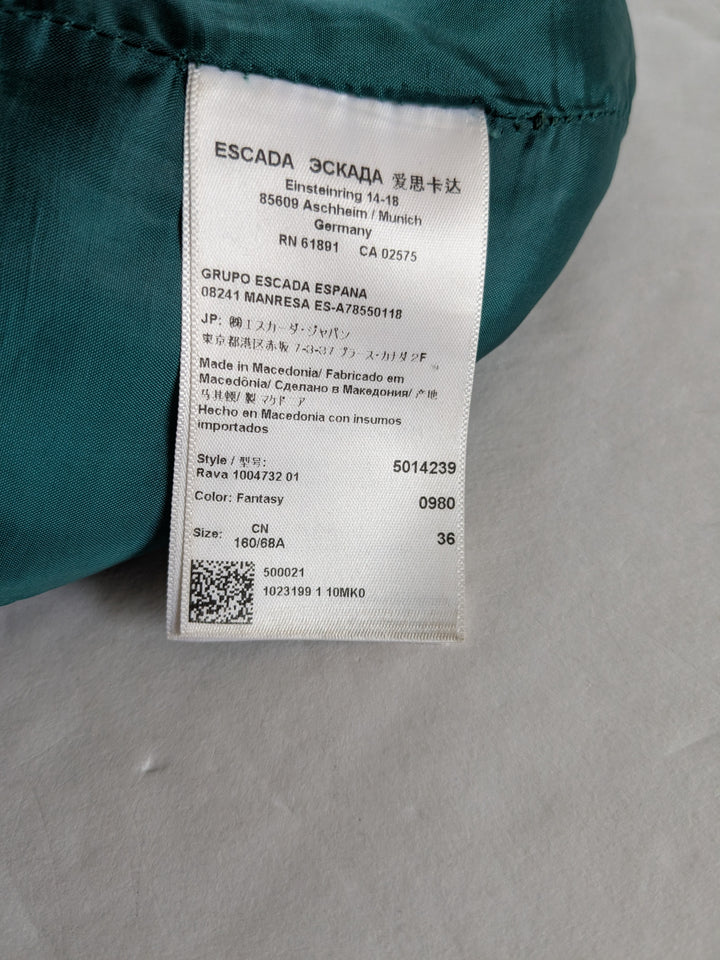 ESCADA ЭСКАДА 爱思卡达
Einsteinring 14-18
85609 Aschheim / Munich
Germany
RN 61891 CA 02575
GRUPO ESCADA ESPANA
08241 MANRESA ES-A78550118
JP: ㈱エスカーダ・ジャパン
東京都港区赤坂 7-3-37 プラース・カナダ 2F
Made in Macedonia/ Fabricado em
Macedônia/ Сделано в Македонии/ 产地
马其顿/ 製 マケドニア
Hecho en Macedonia con insumos
importados
Style / 型号: 5014239
Rava 1004732 01
Color: Fantasy 0980
Size: CN 36
160/68A
500021
1023199 1 10MK0